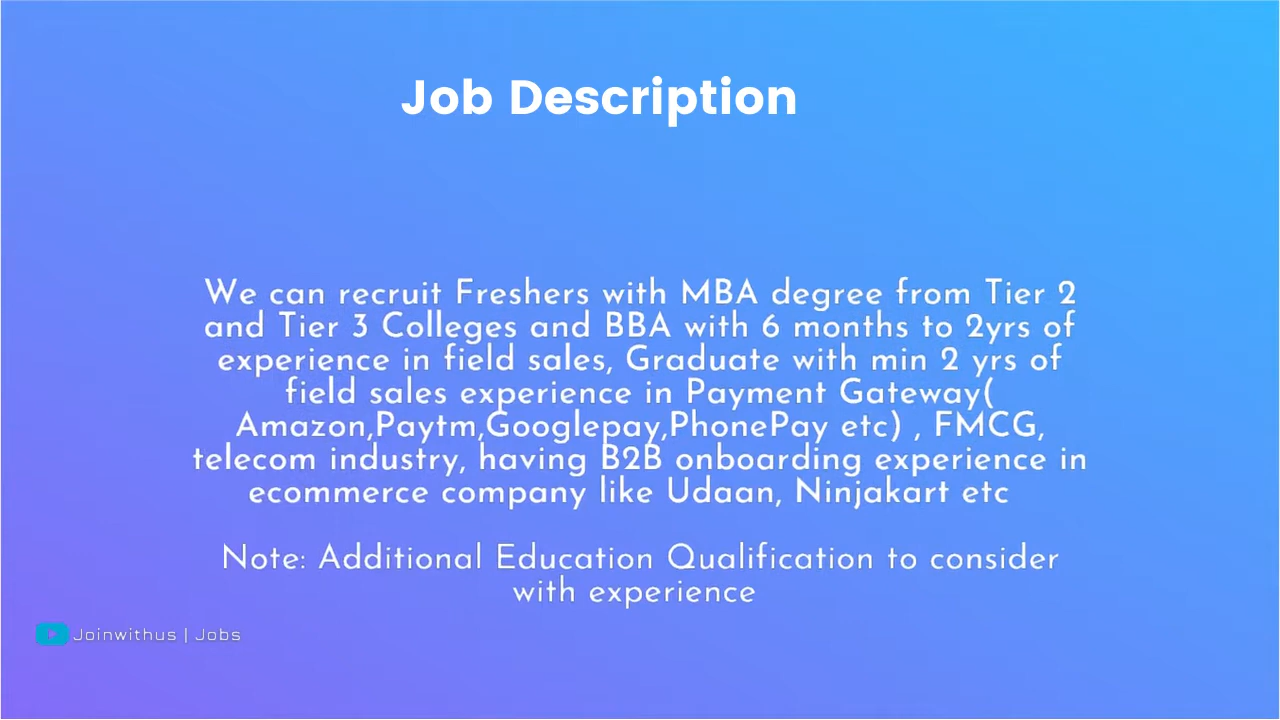 Job Description
We can recruit Freshers with MBA degree from Tier 2
and Tier 3 Colleges and BBA with 6 months to 2yrs of
experience in field sales, Graduate with min 2 yrs of
field sales experience in Payment Gateway(
Amazon,Paytm,Googlepay,PhonePay etc) , FMCG,
telecom industry, having B2B onboarding experience in
ecommerce company like Udaan, Ninjakart etc
Note: Additional Education Qualification to consider
with experience
Joinwithus | Jobs